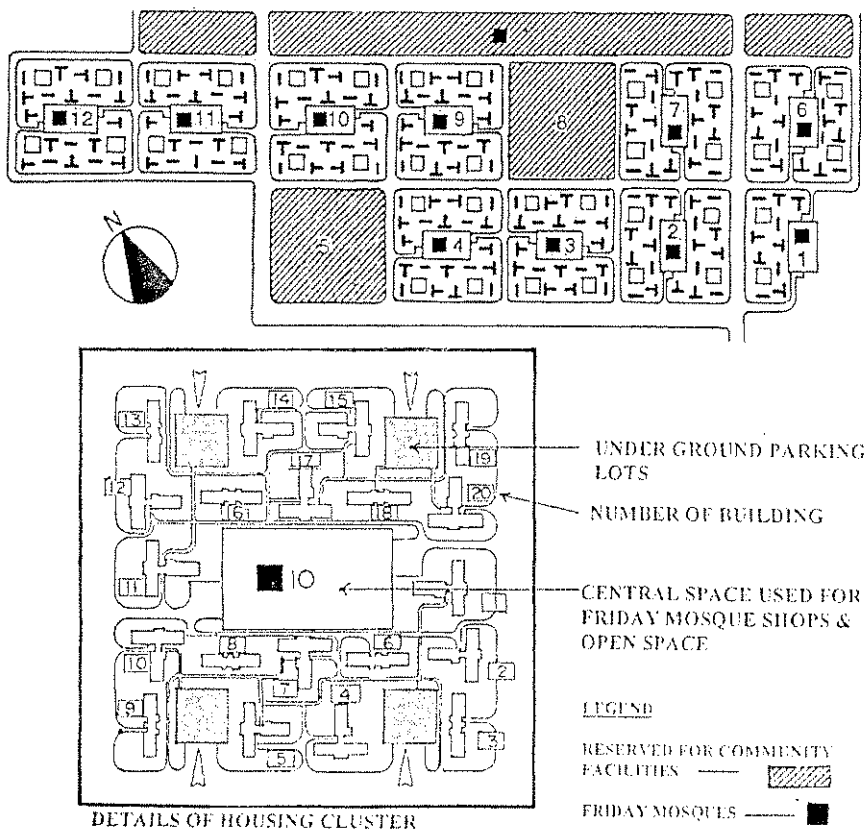 12
11
10
9
8
7
6
5
4
3
2
1
N
13
14
15
19
17
12
16
18
20
UNDER GROUND PARKING
LOTS
NUMBER OF BUILDING
11
10
1
CENTRAL SPACE USED FOR
FRIDAY MOSQUE SHOPS &
OPEN SPACE
10
8
6
2
9
7
4
5
3
LEGEND
RESERVED FOR COMMUNITY
FACILITIES
FRIDAY MOSQUES
DETAILS OF HOUSING CLUSTER